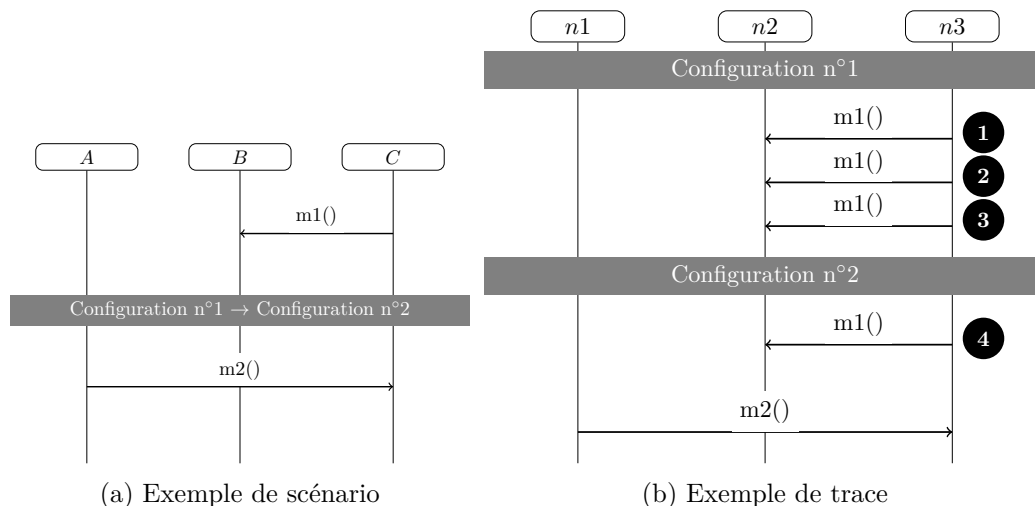 A B C
m1()
Configuration n°1 → Configuration n°2
m2()
(a) Exemple de scénario
n1 n2 n3
Configuration n°1
m1() 1
m1() 2
m1() 3
Configuration n°2
m1() 4
m2()
(b) Exemple de trace